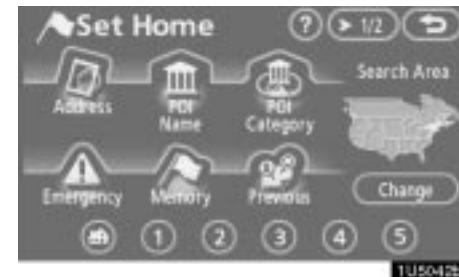 Set Home ? 1/2
Search Area
Address POI Name POI Category
Emergency Memory Previous
Change
1 2 3 4 5
1U5042b